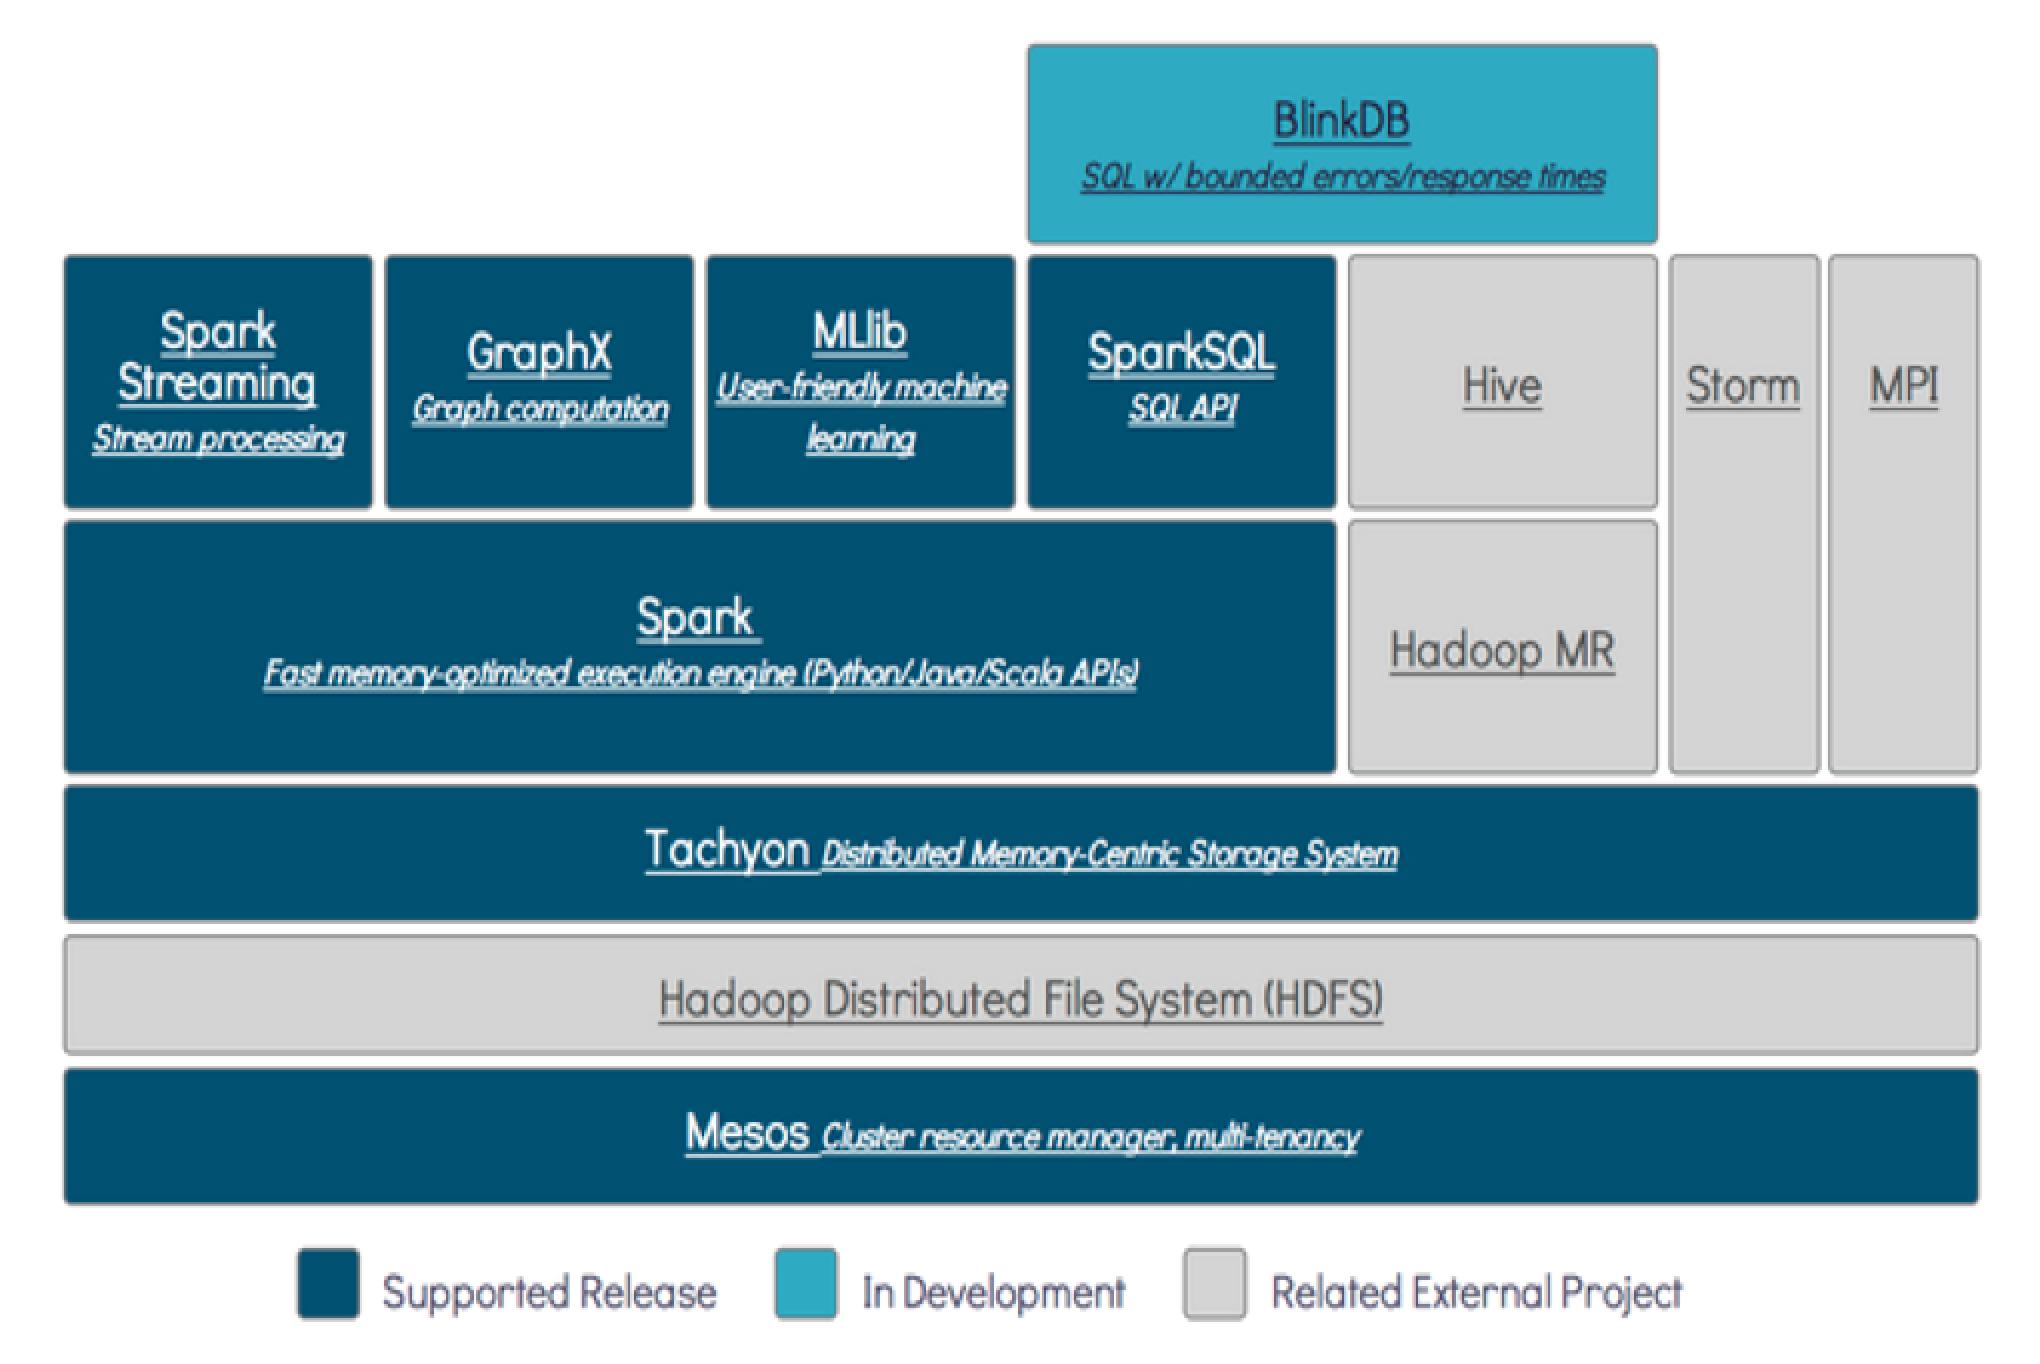 BlinkDB
SQL w/ bounded errors/response times
Spark
Streaming
Stream processing
GraphX
Graph computation
MLlib
User-friendly machine
learning
SparkSQL
SQL API
Hive
Storm
MPI
Spark
Fast memory-optimized execution engine (Python/Java/Scala APIs)
Hadoop MR
Tachyon Distributed Memory-Centric Storage System
Hadoop Distributed File System (HDFS)
Mesos Cluster resource manager, multi-tenancy
Supported Release
In Development
Related External Project